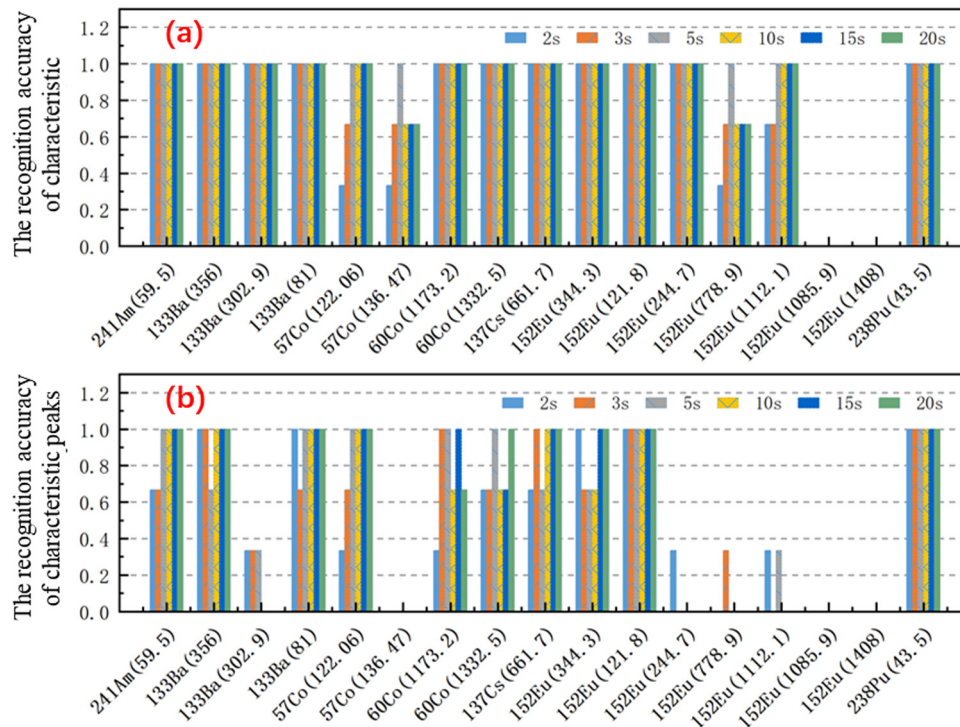 (a)
The recognition accuracy
of characteristic
2s 3s 5s 10s 15s 20s
1.2
1.0
0.8
0.6
0.4
0.2
0.0
241Am(59.5)
133Ba(356)
133Ba(302.9)
133Ba(81)
57Co(122.06)
57Co(136.47)
60Co(1173.2)
60Co(1332.5)
137Cs(661.7)
152Eu(344.3)
152Eu(121.8)
152Eu(244.7)
152Eu(778.9)
152Eu(1112.1)
152Eu(1085.9)
152Eu(1408)
238Pu(43.5)
(b)
The recognition accuracy
of characteristic peaks
2s 3s 5s 10s 15s 20s
1.2
1.0
0.8
0.6
0.4
0.2
0.0
241Am(59.5)
133Ba(356)
133Ba(302.9)
133Ba(81)
57Co(122.06)
57Co(136.47)
60Co(1173.2)
60Co(1332.5)
137Cs(661.7)
152Eu(344.3)
152Eu(121.8)
152Eu(244.7)
152Eu(778.9)
152Eu(1112.1)
152Eu(1085.9)
152Eu(1408)
238Pu(43.5)